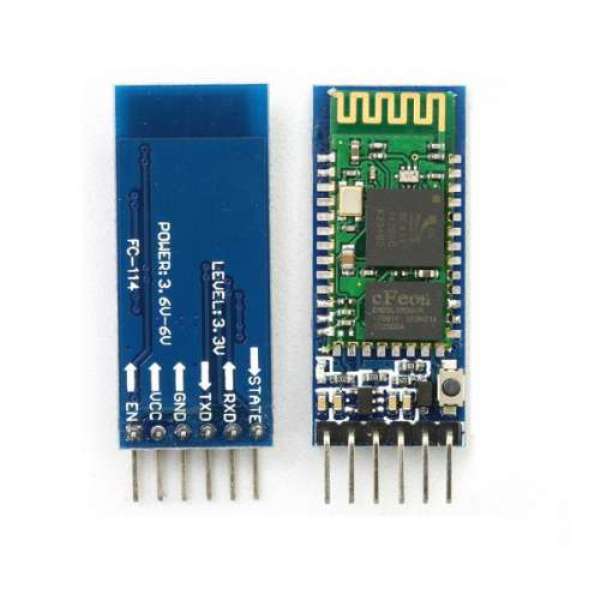 FC-114
POWER:3.6V-6V
LEVEL:3.3V
EN
VCC
GND
TXD
RXD
STATE
cFeon